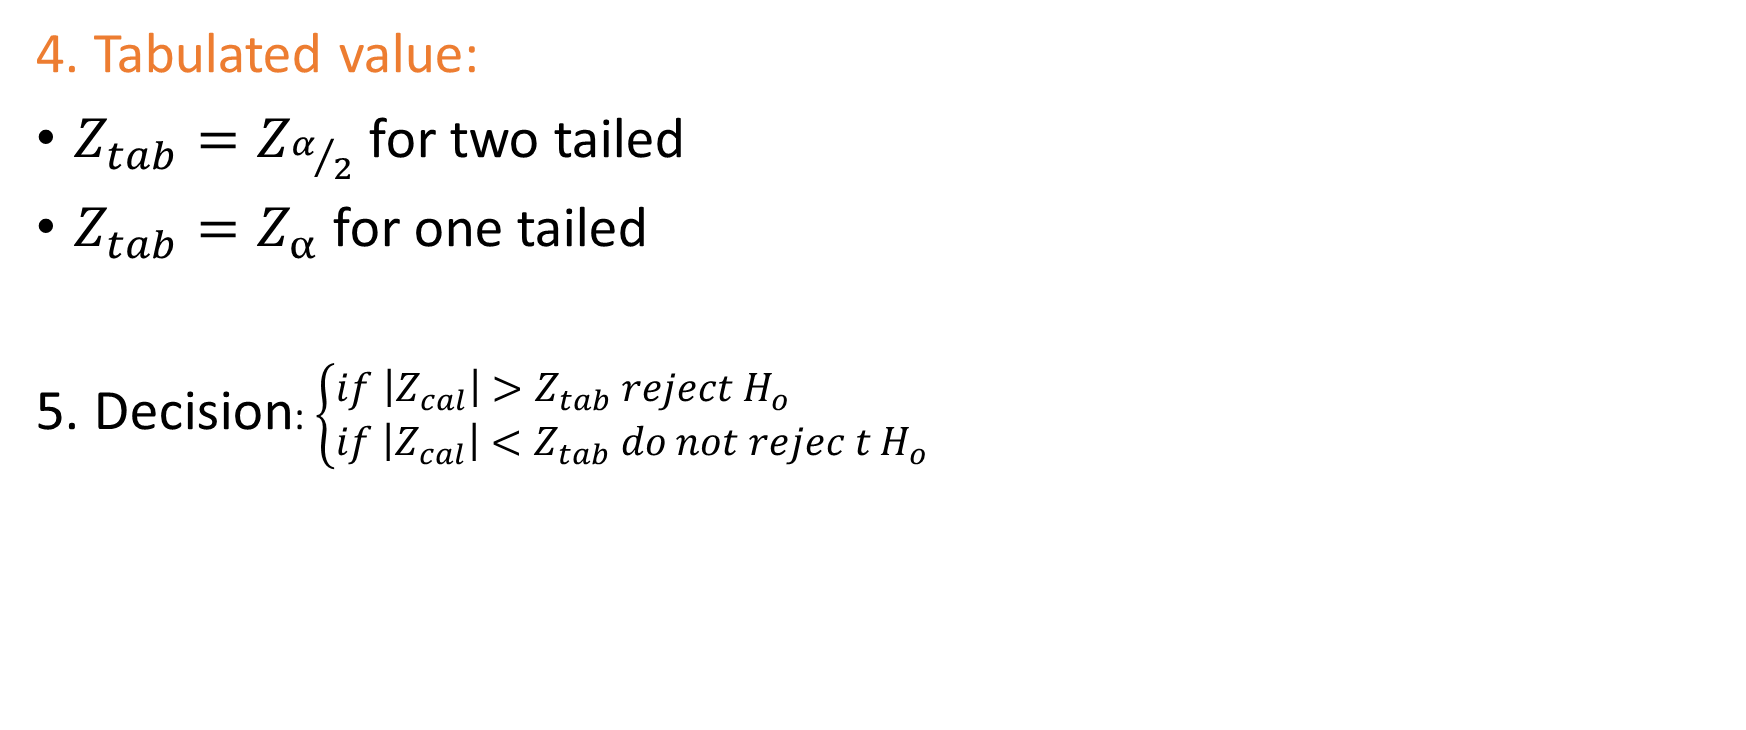 4. Tabulated value:
• Z_tab = Z_α/2 for two tailed
• Z_tab = Z_α for one tailed
5. Decision: { if |Z_cal| > Z_tab reject H_o
if |Z_cal| < Z_tab do not rejec t H_o